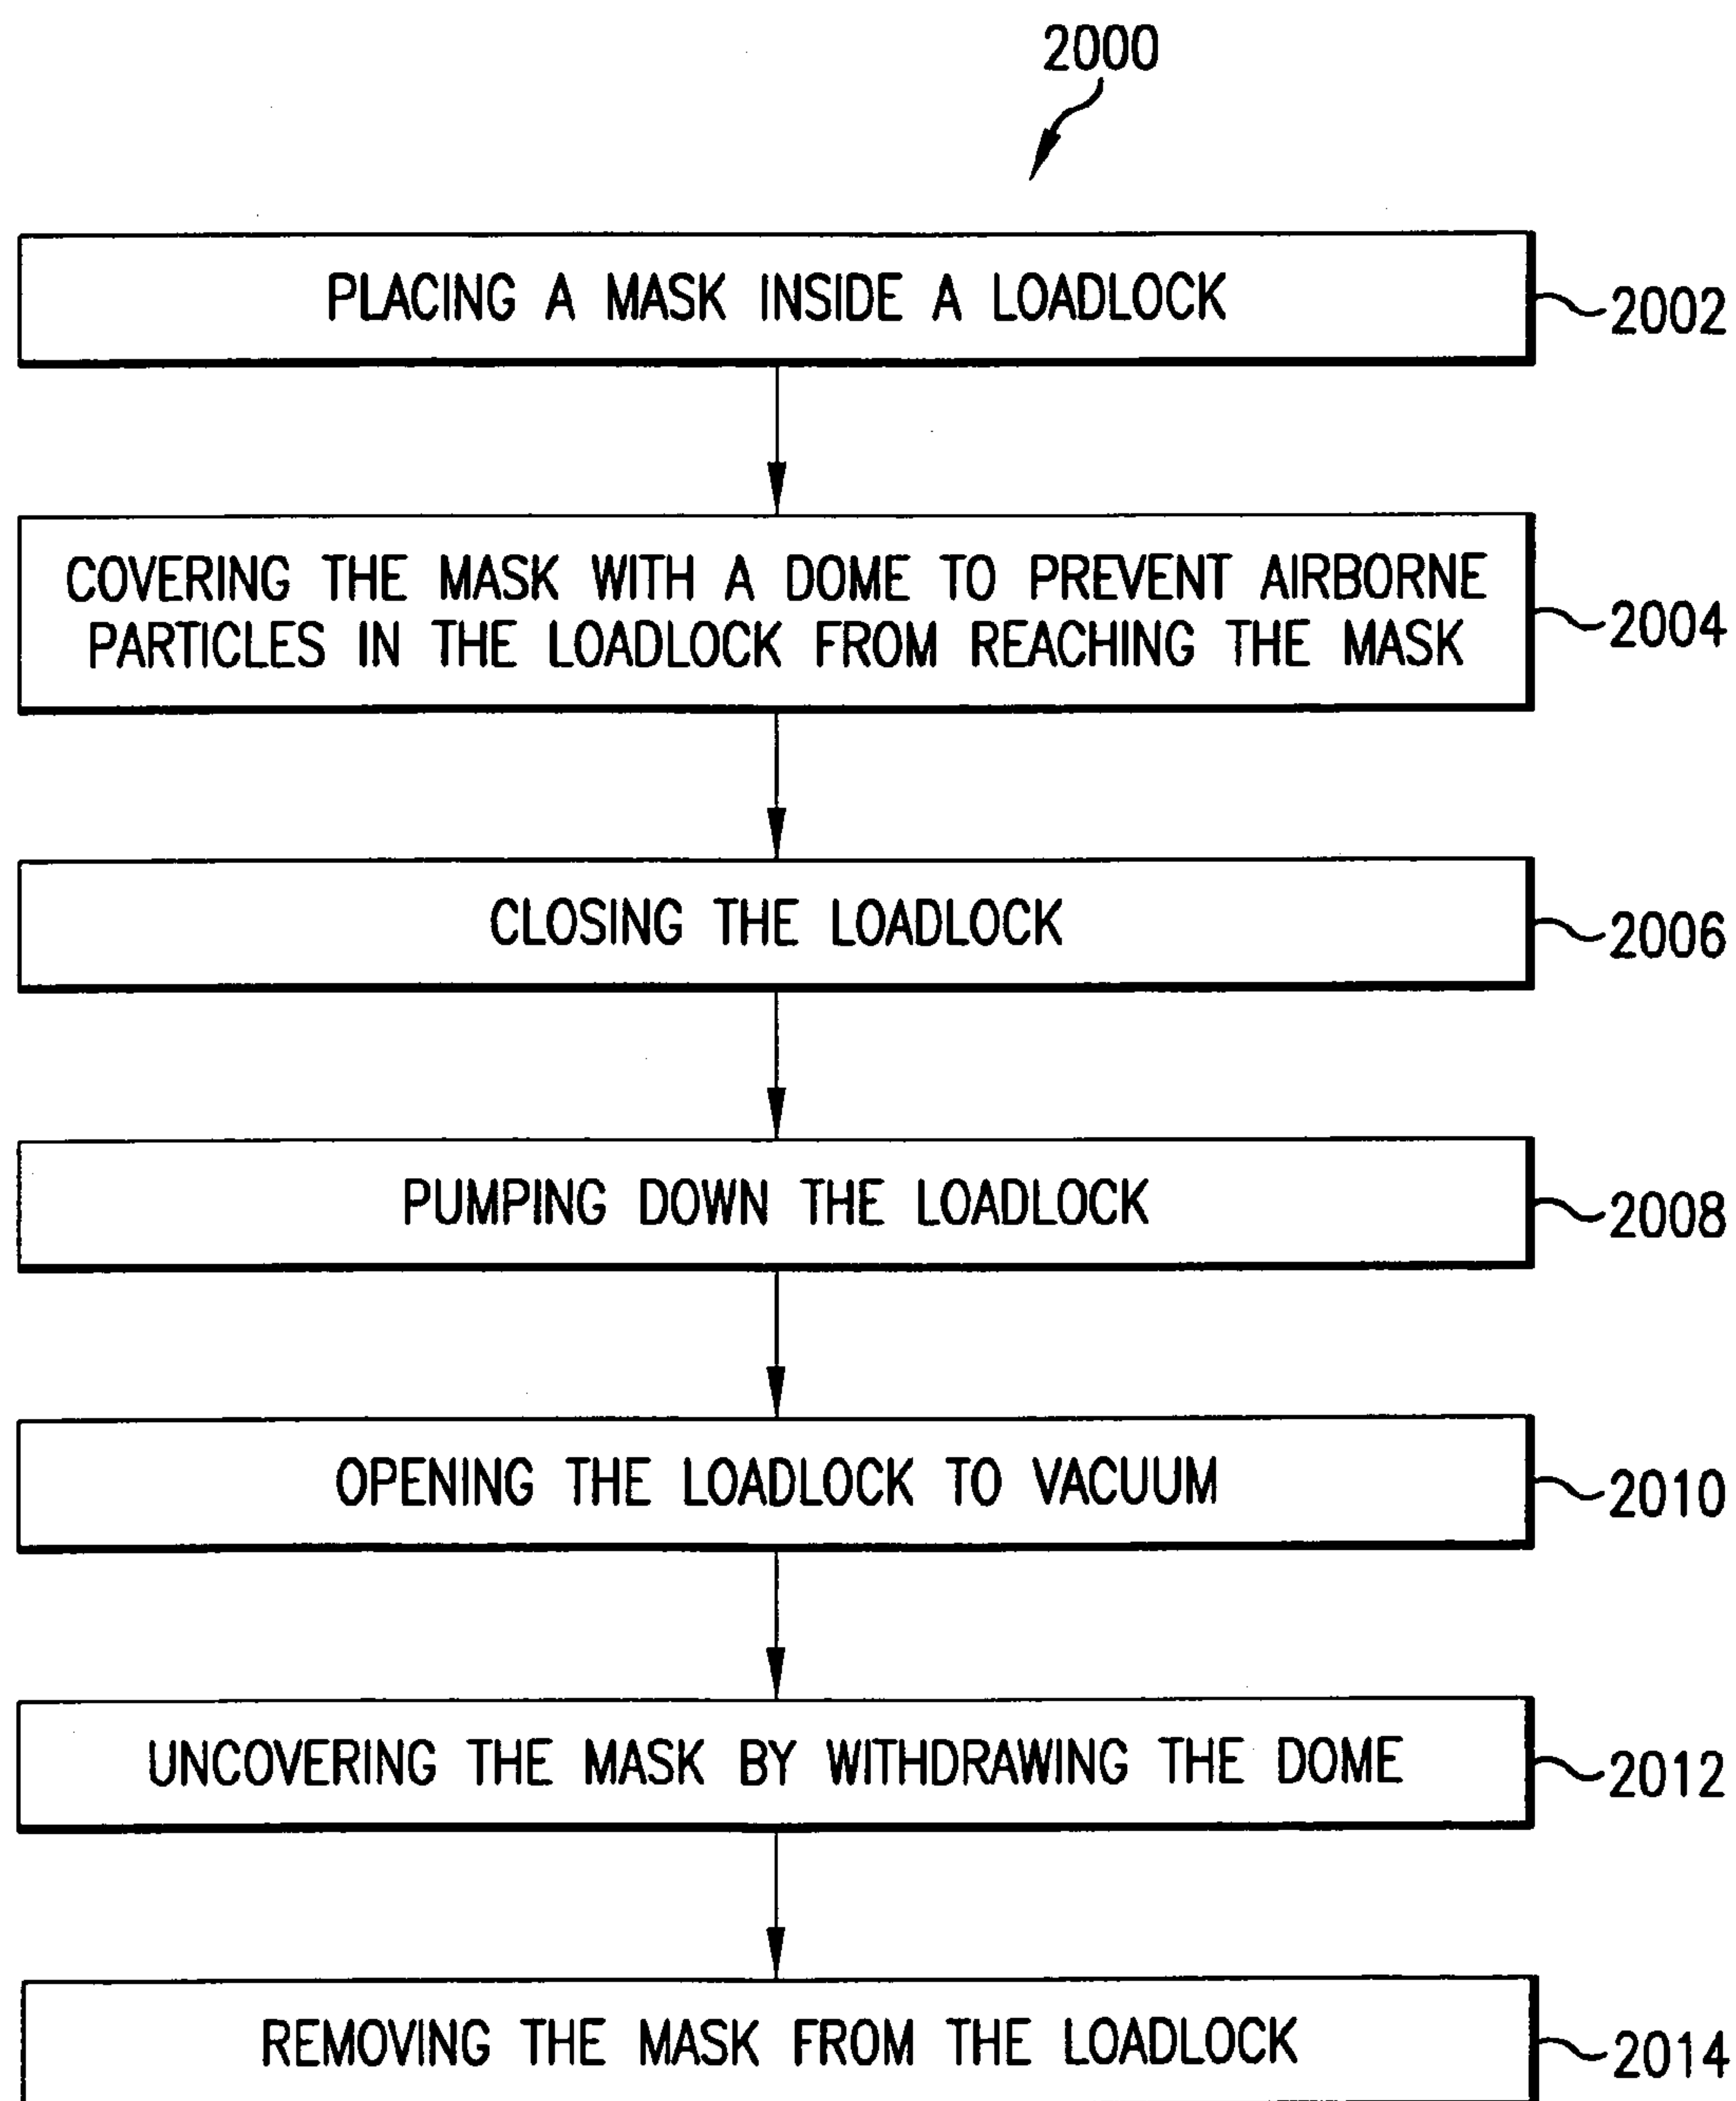 2000
PLACING A MASK INSIDE A LOADLOCK
2002
COVERING THE MASK WITH A DOME TO PREVENT AIRBORNE
PARTICLES IN THE LOADLOCK FROM REACHING THE MASK
2004
CLOSING THE LOADLOCK
2006
PUMPING DOWN THE LOADLOCK
2008
OPENING THE LOADLOCK TO VACUUM
2010
UNCOVERING THE MASK BY WITHDRAWING THE DOME
2012
REMOVING THE MASK FROM THE LOADLOCK
2014